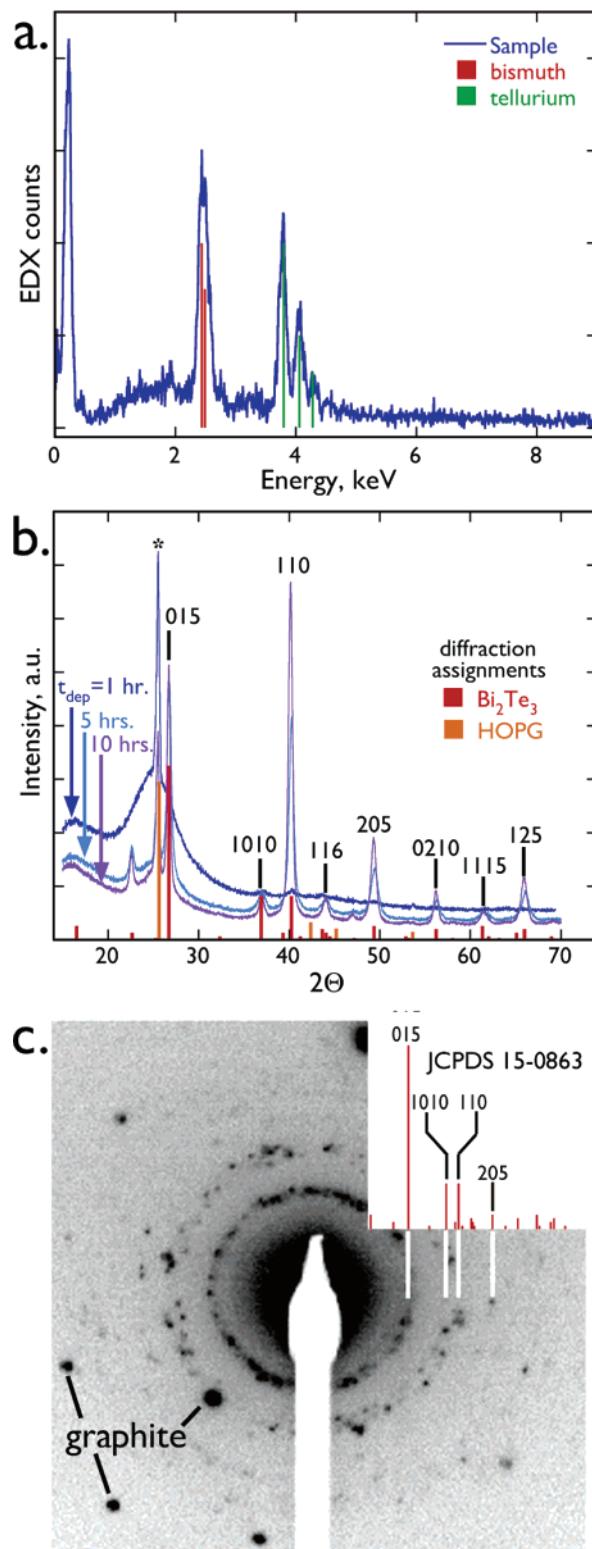 a.
Sample
bismuth
tellurium
EDX counts
0 2 4 6 8
Energy, keV
b.
*
015
110
t_dep=1 hr.
5 hrs.
10 hrs.
diffraction
assignments
Bi₂Te₃
HOPG
Intensity, a.u.
1010
116
205
0210
1115
125
20 30 40 50 60 70
2Θ
c.
015
JCPDS 15-0863
1010 110
205
graphite